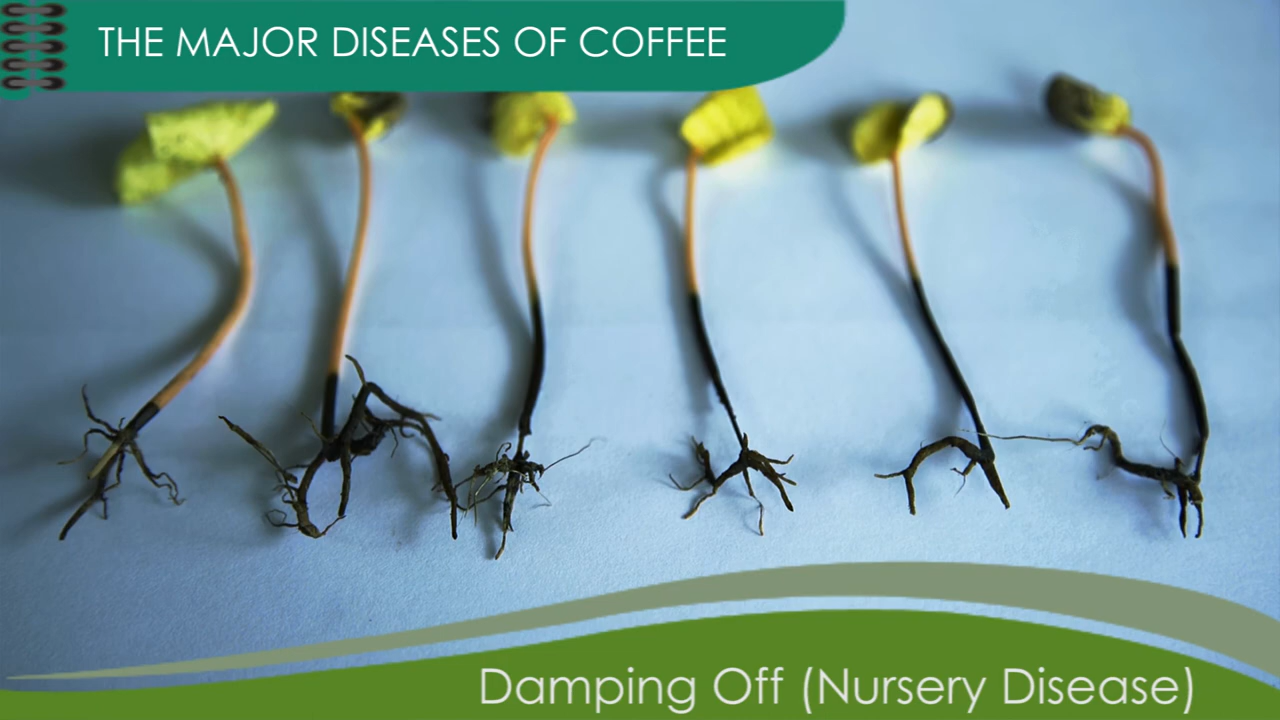 THE MAJOR DISEASES OF COFFEE
Damping Off (Nursery Disease)